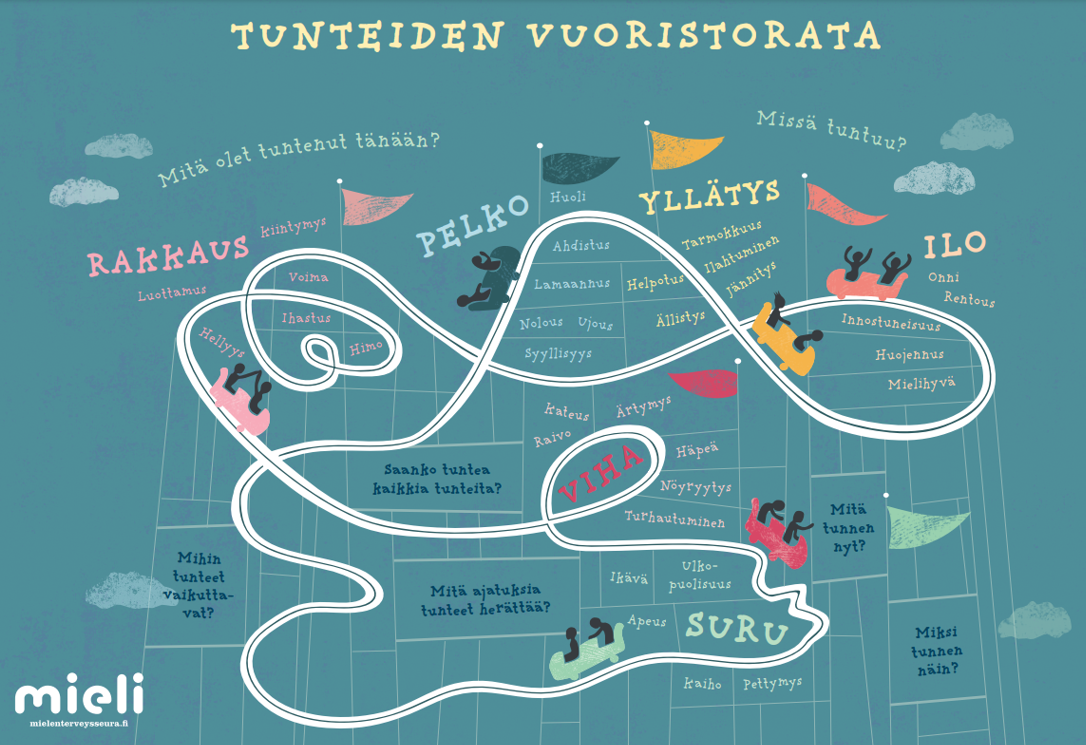 TUNTEIDEN VUORISTORATA
Mitä olet tuntenut tänään?
Missä tuntuu?
RAKKAUS
Kiintymys
Luottamus
Voima
Ihastus
Himo
Hellyys
PELKO
Huoli
Ahdistus
Lamaannus
Nolous Ujous
Syyllisyys
YLLÄTYS
Tarmokkuus
Ilahtuminen
Jännitys
Helpotus
Ällistys
ILO
Onni
Rentous
Innostuneisuus
Huojennus
Mielihyvä
Kateus
Ärtymys
Raivo
VIHA
Häpeä
Nöyryytys
Turhautuminen
Saanko tuntea
kaikkia tunteita?
Mitä
tunnen
nyt?
Mihin
tunteet
vaikutta-
vat?
Mitä ajatuksia
tunteet herättää?
Ikävä
Ulko-
puolisuus
Apeus
SURU
Kaiho
Pettymys
Miksi
tunnen
näin?
mieli
mielenterveysseura.fi